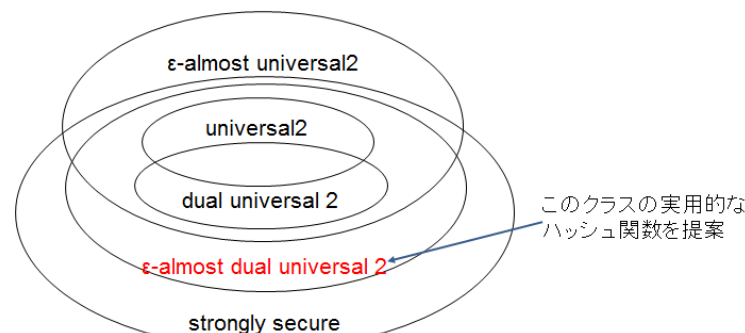 ε-almost universal2
universal2
dual universal 2
このクラスの実用的な
ハッシュ関数を提案
ε-almost dual universal 2
strongly secure